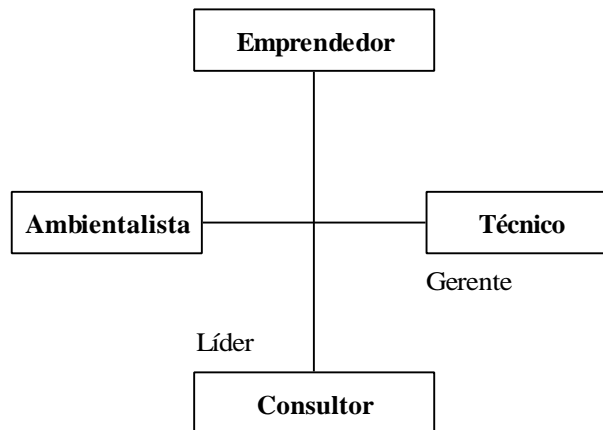 Emprendedor
Ambientalista
Técnico
Gerente
Líder
Consultor